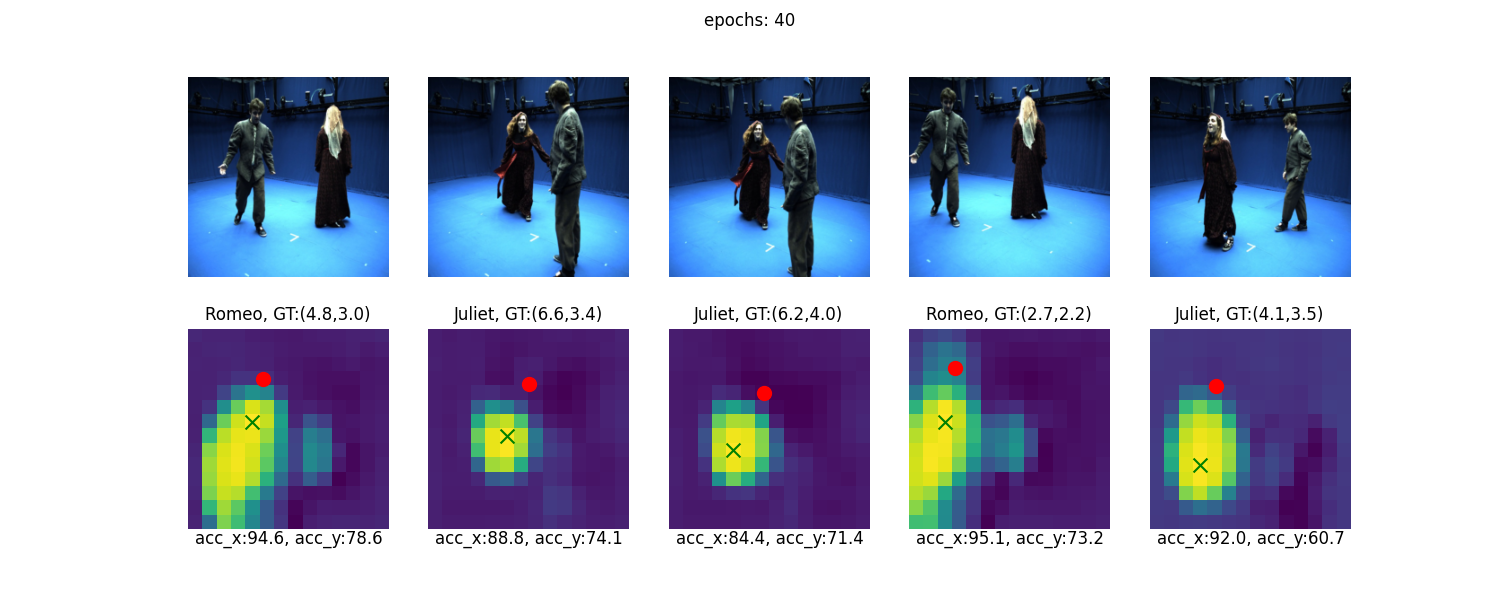 epochs: 40
Romeo, GT:(4.8,3.0)
Juliet, GT:(6.6,3.4)
Juliet, GT:(6.2,4.0)
Romeo, GT:(2.7,2.2)
Juliet, GT:(4.1,3.5)
acc_x:94.6, acc_y:78.6
acc_x:88.8, acc_y:74.1
acc_x:84.4, acc_y:71.4
acc_x:95.1, acc_y:73.2
acc_x:92.0, acc_y:60.7